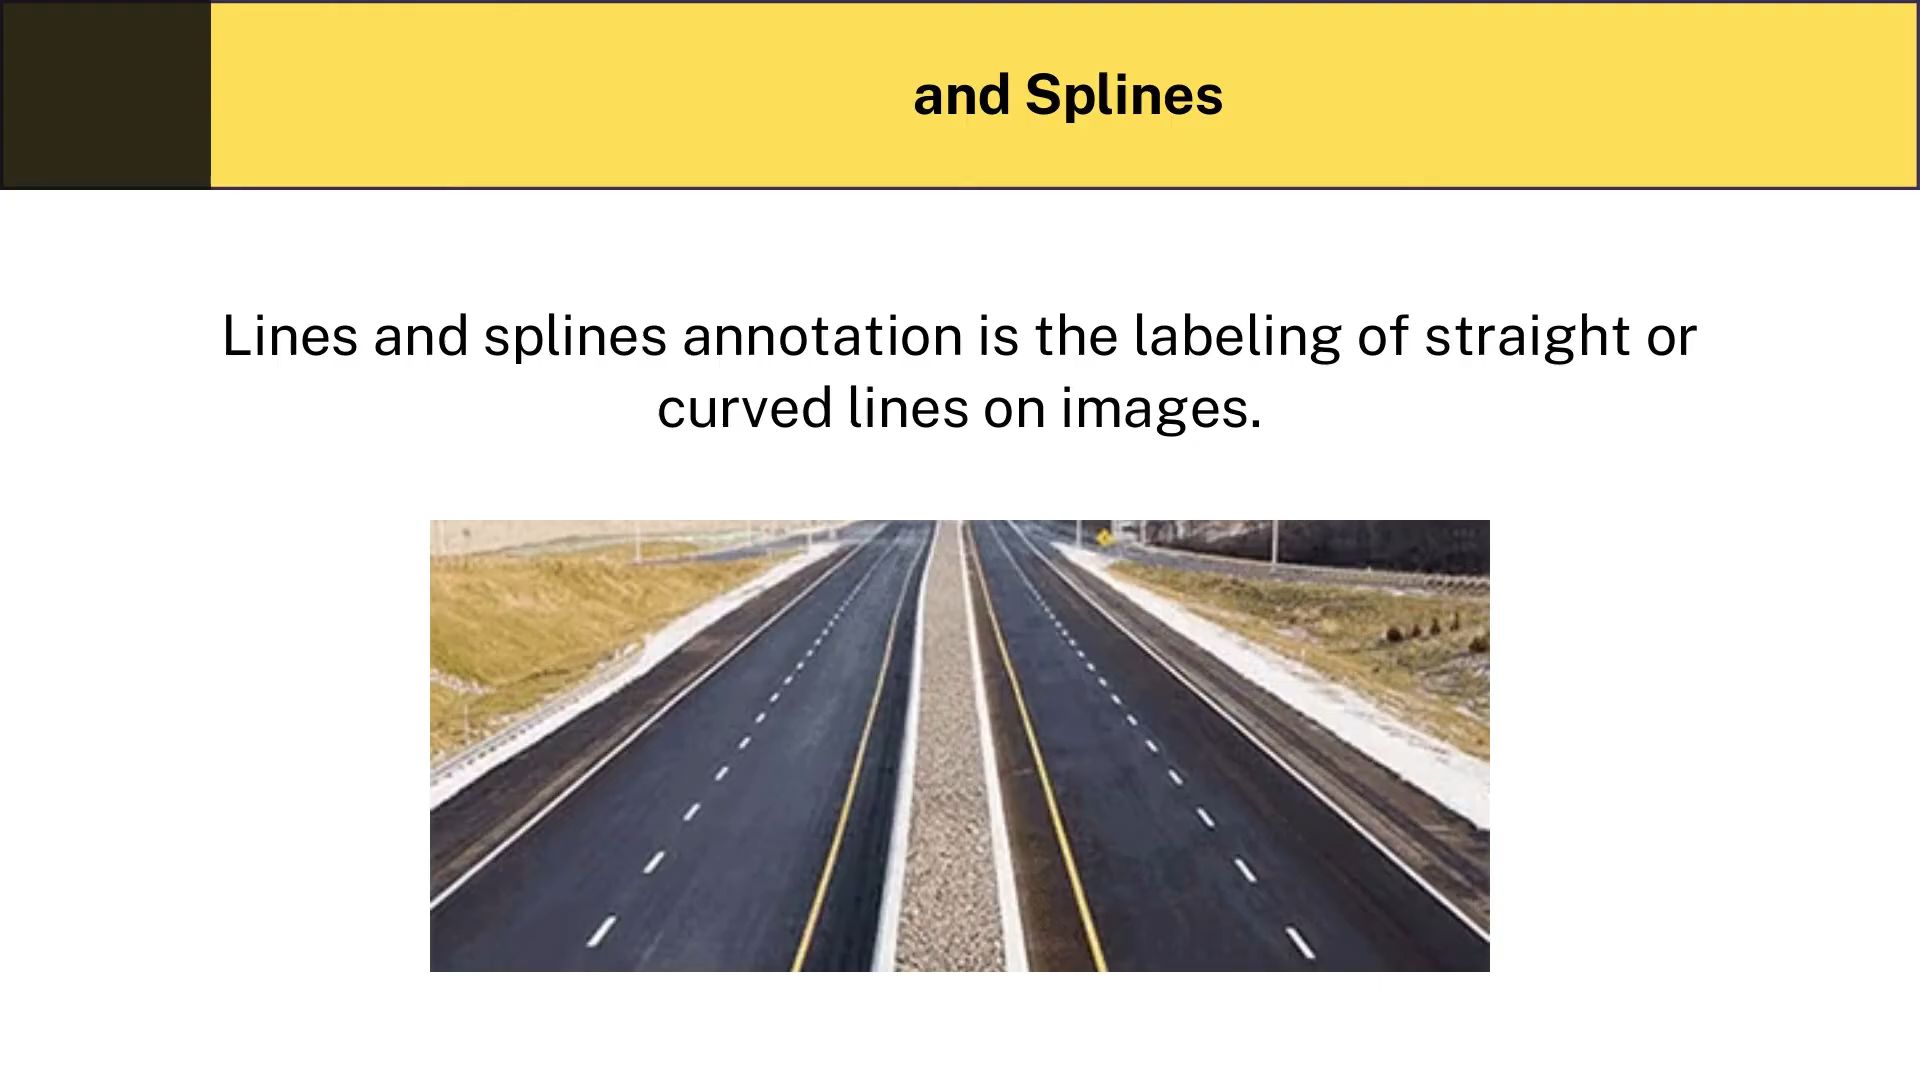 and Splines
Lines and splines annotation is the labeling of straight or
curved lines on images.